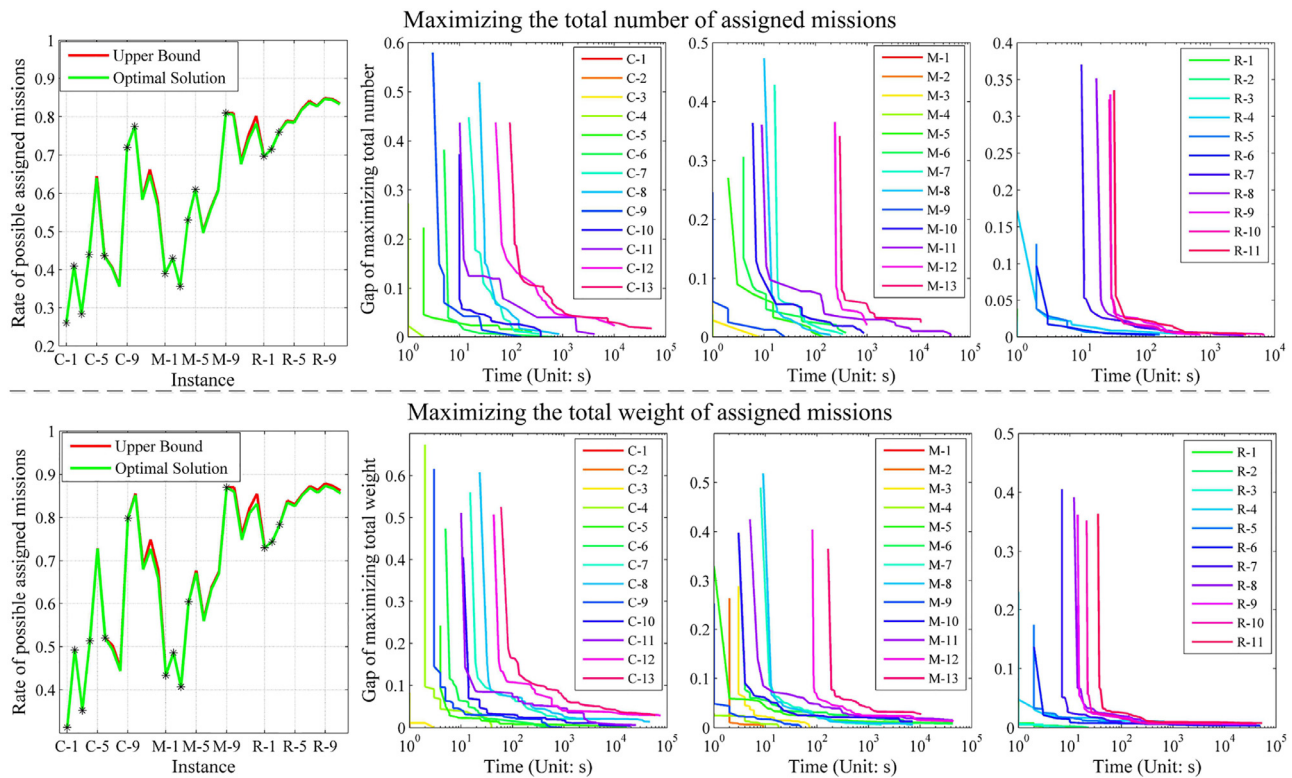 Maximizing the total number of assigned missions
Rate of possible assigned missions
1
0.9
0.8
0.7
0.6
0.5
0.4
0.3
0.2
Upper Bound
Optimal Solution
C-1 C-5 C-9 M-1 M-5 M-9 R-1 R-5 R-9
Instance
Gap of maximizing total number
0.6
0.5
0.4
0.3
0.2
0.1
0
C-1
C-2
C-3
C-4
C-5
C-6
C-7
C-8
C-9
C-10
C-11
C-12
C-13
10^0 10^1 10^2 10^3 10^4 10^5
Time (Unit: s)
0.5
0.4
0.3
0.2
0.1
0
M-1
M-2
M-3
M-4
M-5
M-6
M-7
M-8
M-9
M-10
M-11
M-12
M-13
10^0 10^1 10^2 10^3 10^4 10^5
Time (Unit: s)
0.4
0.35
0.3
0.25
0.2
0.15
0.1
0.05
0
R-1
R-2
R-3
R-4
R-5
R-6
R-7
R-8
R-9
R-10
R-11
10^0 10^1 10^2 10^3 10^4
Time (Unit: s)
Maximizing the total weight of assigned missions
Rate of possible assigned missions
1
0.9
0.8
0.7
0.6
0.5
0.4
Upper Bound
Optimal Solution
C-1 C-5 C-9 M-1 M-5 M-9 R-1 R-5 R-9
Instance
Gap of maximizing total weight
0.6
0.5
0.4
0.3
0.2
0.1
0
C-1
C-2
C-3
C-4
C-5
C-6
C-7
C-8
C-9
C-10
C-11
C-12
C-13
10^0 10^1 10^2 10^3 10^4 10^5
Time (Unit: s)
0.5
0.4
0.3
0.2
0.1
0
M-1
M-2
M-3
M-4
M-5
M-6
M-7
M-8
M-9
M-10
M-11
M-12
M-13
10^0 10^1 10^2 10^3 10^4 10^5
Time (Unit: s)
0.5
0.4
0.3
0.2
0.1
0
R-1
R-2
R-3
R-4
R-5
R-6
R-7
R-8
R-9
R-10
R-11
10^0 10^1 10^2 10^3 10^4 10^5
Time (Unit: s)